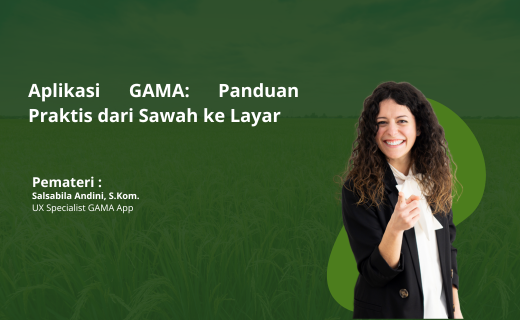 Aplikasi GAMA: Panduan
Praktis dari Sawah ke Layar
Pemateri :
Salsabila Andini, S.Kom.
UX Specialist GAMA App